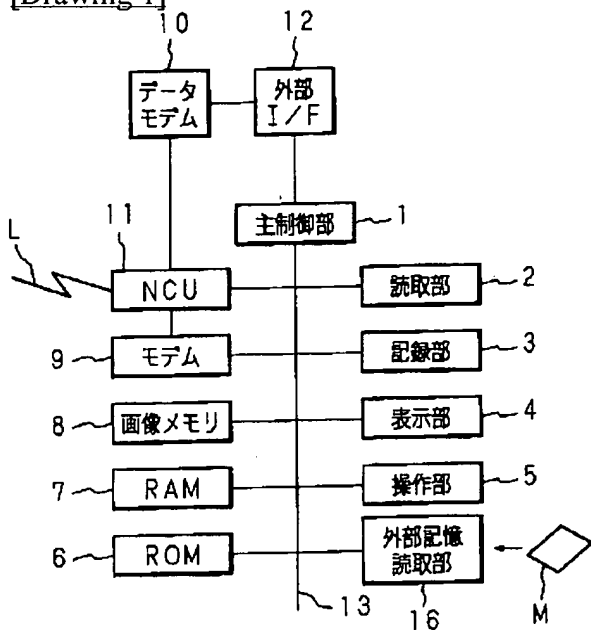 [Drawing 1]
10
12
データ
モデム
外部
I/F
11
主制御部
1
L
NCU
読取部
2
9
モデム
記録部
3
8
画像メモリ
表示部
4
7
RAM
操作部
5
6
ROM
外部記憶
読取部
13
16
M